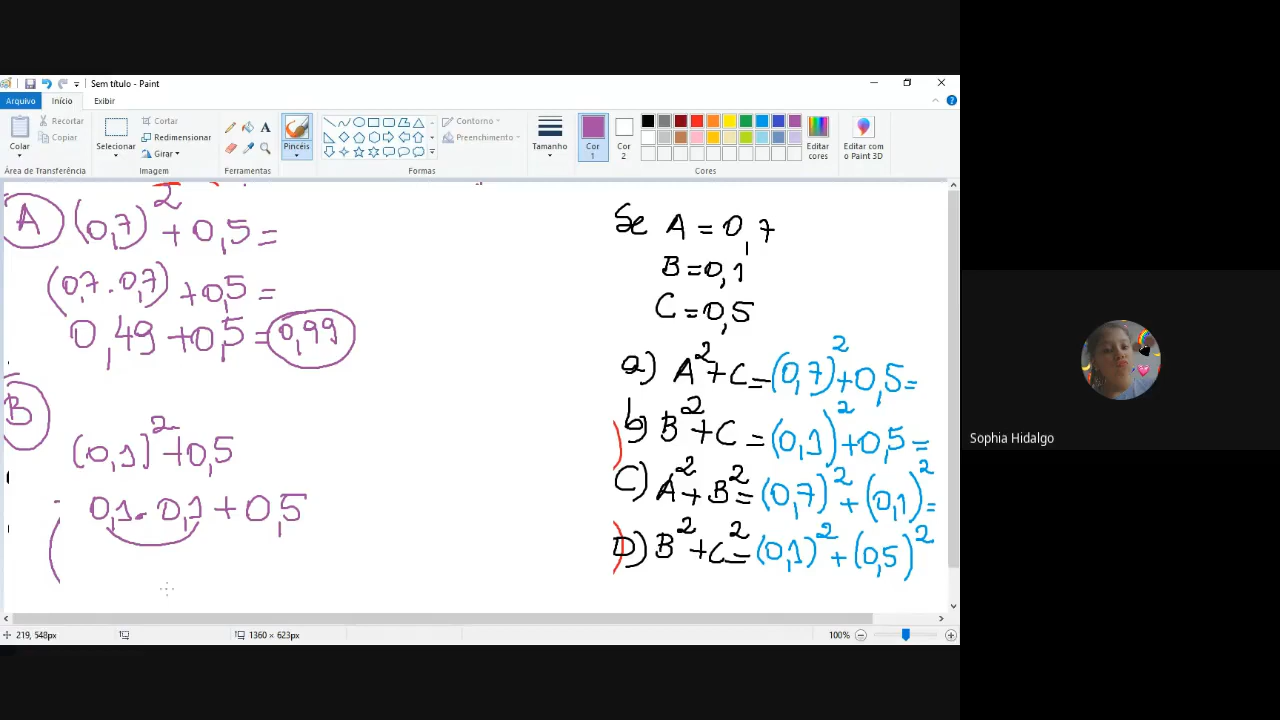 Sem título - Paint
Arquivo Início Exibir
Colar
Recortar
Copiar
Área de Transferência
Selecionar
Cortar
Redimensionar
Girar
Imagem
Ferramentas
Pincéis
Contorno
Preenchimento
Formas
Tamanho
Cor 1
Cor 2
Editar cores
Editar com o Paint 3D
Cores
A (0,7)² + 0,5 =
(0,7 . 0,7) + 0,5 =
0,49 + 0,5 = 0,99
B
(0,1)² + 0,5
0,1 . 0,1 + 0,5
Se A = 0,7
B = 0,1
C = 0,5
a) A² + C = (0,7)² + 0,5 =
b) B² + C = (0,1)² + 0,5 =
C) A² + B² = (0,7)² + (0,1)² =
D) B² + C² = (0,1)² + (0,5)²
Sophia Hidalgo
219, 548px
1360 × 623px
100%